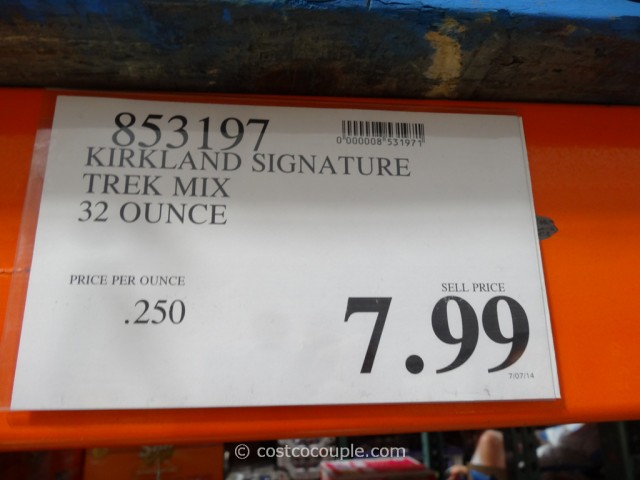 853197
0"000008"531971"
KIRKLAND SIGNATURE
TREK MIX
32 OUNCE
PRICE PER OUNCE
.250
SELL PRICE
7.99
7/07/14
© costcocouple.com